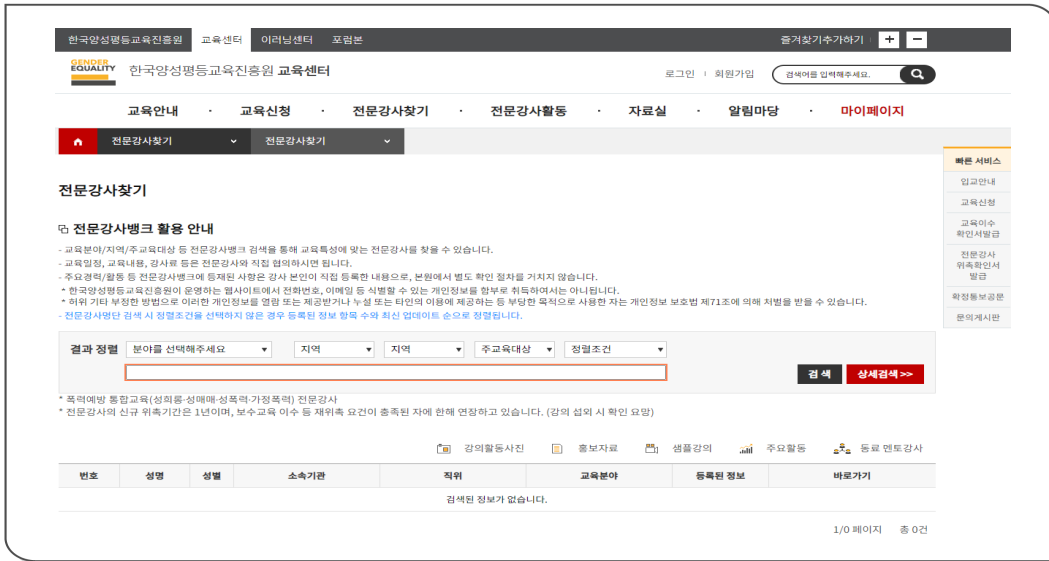 한국양성평등교육진흥원 교육센터 이러닝센터 포럼본 즐겨찾기추가하기 + −
GENDER EQUALITY 한국양성평등교육진흥원 교육센터 로그인 회원가입 검색어를 입력해주세요.
교육안내 · 교육신청 · 전문강사찾기 · 전문강사활동 · 자료실 · 알림마당 · 마이페이지
전문강사찾기 전문강사찾기
빠른 서비스
입교안내
교육신청
교육이수
확인서발급
전문강사
위촉확인서
발급
확정통보공문
문의게시판
전문강사찾기
전문강사뱅크 활용 안내
- 교육분야/지역/주교육대상 등 전문강사뱅크 검색을 통해 교육특성에 맞는 전문강사를 찾을 수 있습니다.
- 교육일정, 교육내용, 강사료 등은 전문강사와 직접 협의하시면 됩니다.
- 주요경력/활동 등 전문강사뱅크에 등재된 사항은 강사 본인이 직접 등록한 내용으로, 본원에서 별도 확인 절차를 거치지 않습니다.
* 한국양성평등교육진흥원이 운영하는 웹사이트에서 전화번호, 이메일 등 식별할 수 있는 개인정보를 함부로 취득하여서는 아니됩니다.
* 허위 기타 부정한 방법으로 이러한 개인정보를 열람 또는 제공받거나 누설 또는 타인의 이용에 제공하는 등 부당한 목적으로 사용한 자는 개인정보 보호법 제71조에 의해 처벌을 받을 수 있습니다.
- 전문강사명단 검색 시 정렬조건을 선택하지 않은 경우 등록된 정보 항목 수와 최신 업데이트 순으로 정렬됩니다.
결과 정렬 분야를 선택해주세요 지역 지역 주교육대상 정렬조건
검색 상세검색 >>
* 폭력예방 통합교육(성희롱·성매매·성폭력·가정폭력) 전문강사
* 전문강사의 신규 위촉기간은 1년이며, 보수교육 이수 등 재위촉 요건이 충족된 자에 한해 연장하고 있습니다. (강의 섭외 시 확인 요망)
강의활동사진 홍보자료 샘플강의 주요활동 동료 멘토강사
번호 성명 성별 소속기관 직위 교육분야 등록된 정보 바로가기
검색된 정보가 없습니다.
1/0 페이지 총 0건